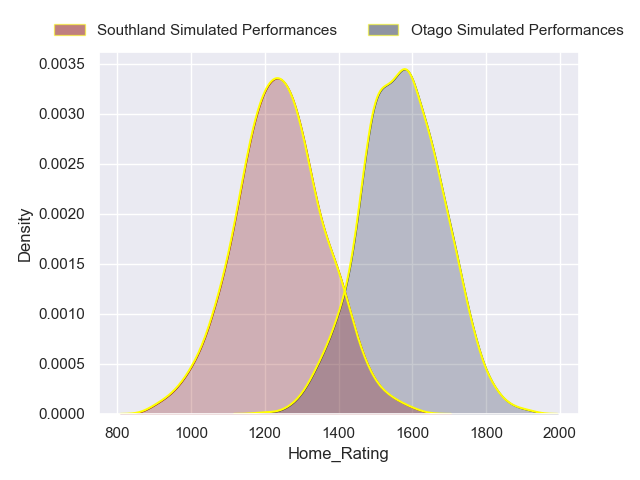 Southland Simulated Performances
Otago Simulated Performances
0.0035
0.0030
0.0025
0.0020
0.0015
0.0010
0.0005
0.0000
Density
800 1000 1200 1400 1600 1800 2000
Home_Rating